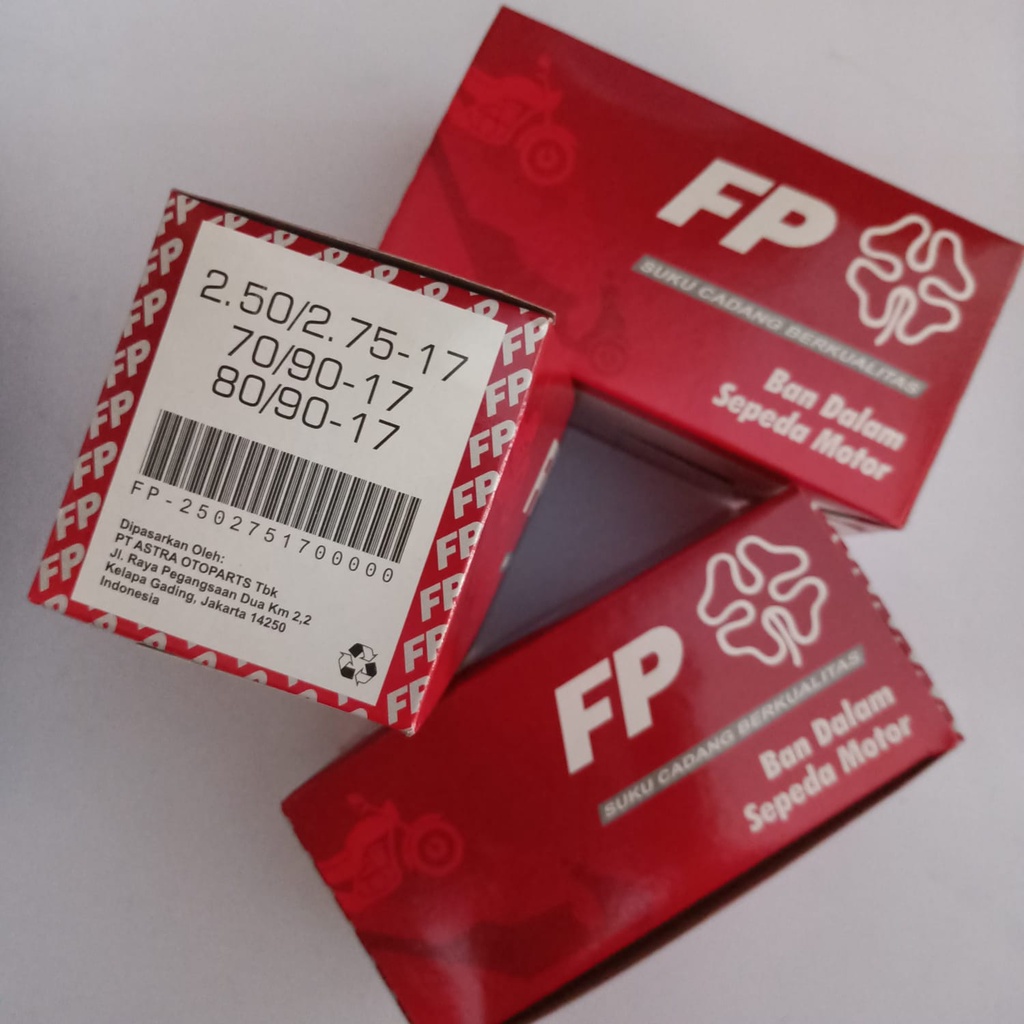 2.50/2.75-17
70/90-17
80/90-17
FP-250275170000
Dipasarkan Oleh:
PT ASTRA OTOPARTS Tbk
Jl. Raya Pegangsaan Dua Km 2,2
Kelapa Gading, Jakarta 14250
Indonesia
FP
SUKU CADANG BERKUALITAS
Ban Dalam
Sepeda Motor
FP
SUKU CADANG BERKUALITAS
Ban Dalam
Sepeda Motor